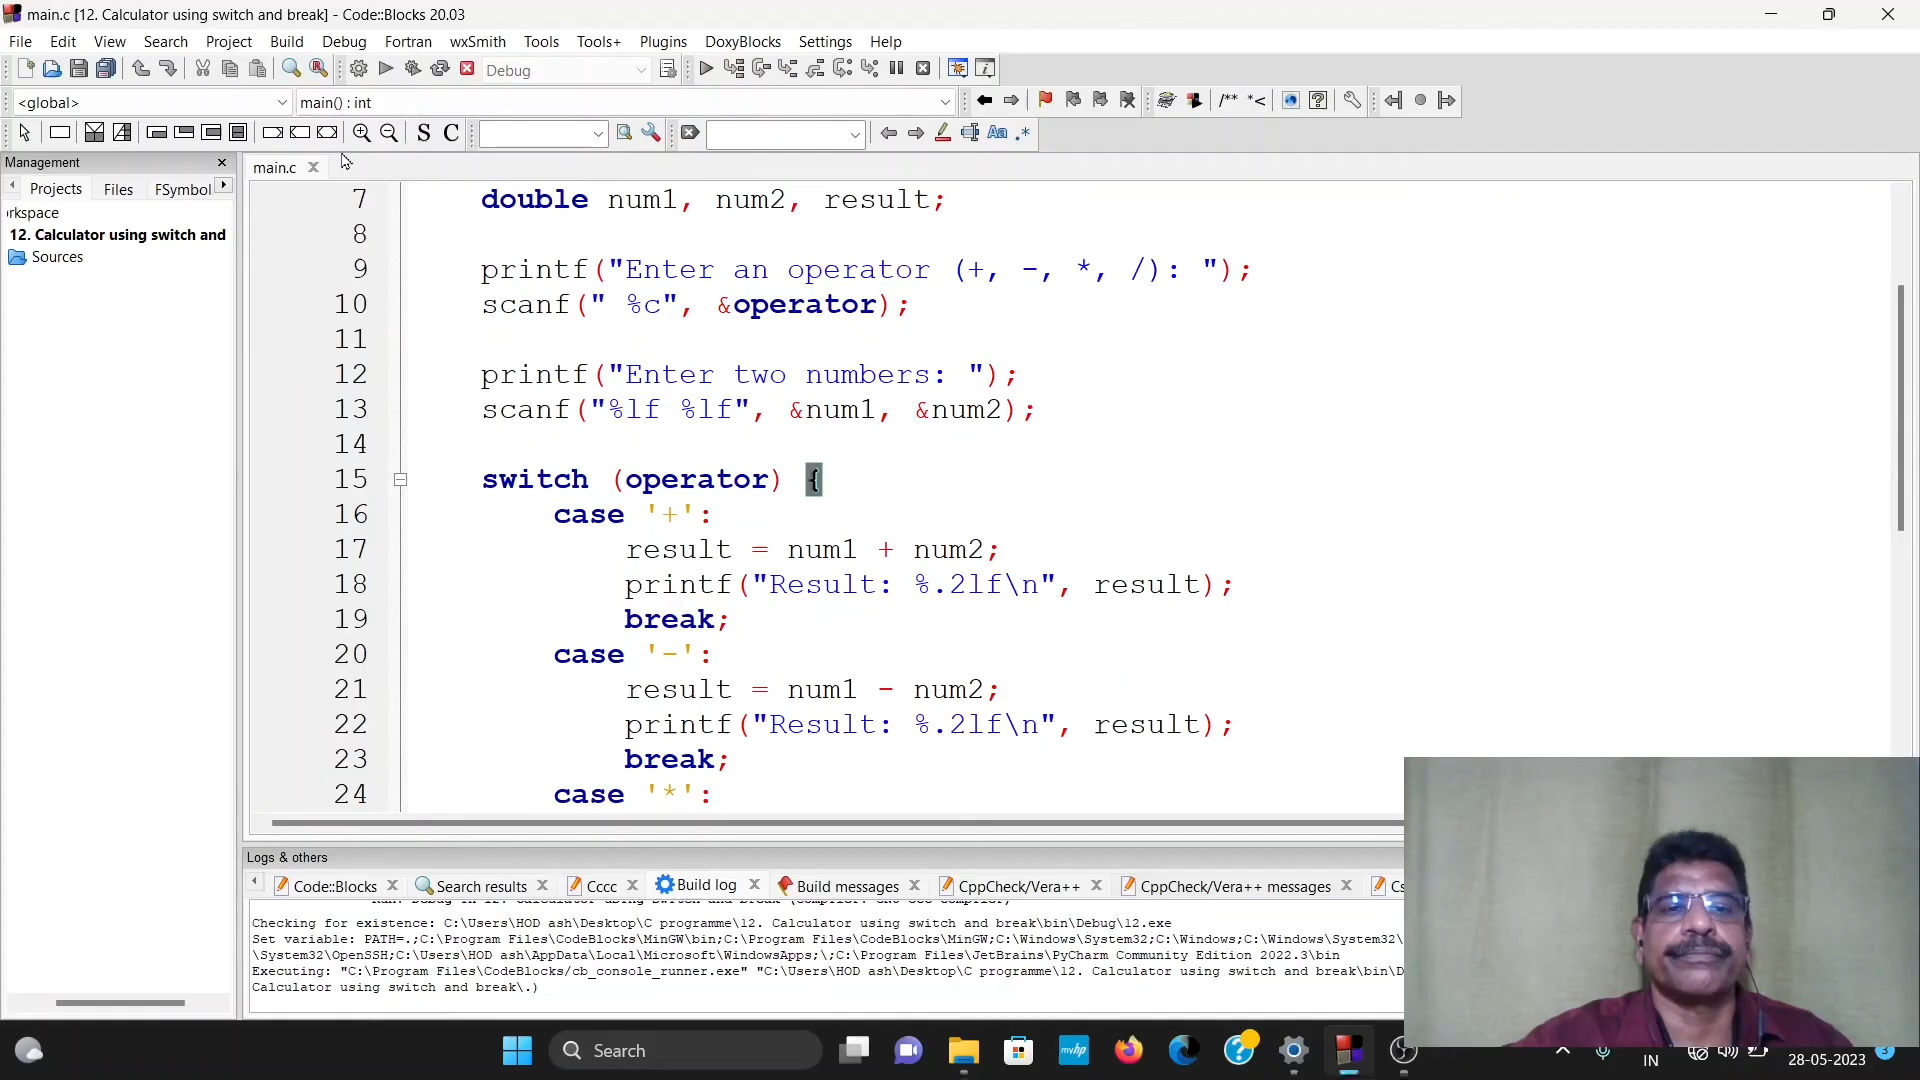 main.c [12. Calculator using switch and break] - Code::Blocks 20.03
File Edit View Search Project Build Debug Fortran wxSmith Tools Tools+ Plugins DoxyBlocks Settings Help
Debug
<global> main() : int
/** *<
S C Aa .*
Management
main.c
Projects Files FSymbol
rkspace
12. Calculator using switch and
Sources
7 double num1, num2, result;
8
9 printf("Enter an operator (+, -, *, /): ");
10 scanf(" %c", &operator);
11
12 printf("Enter two numbers: ");
13 scanf("%lf %lf", &num1, &num2);
14
15 switch (operator) {
16 case '+':
17 result = num1 + num2;
18 printf("Result: %.2lf\n", result);
19 break;
20 case '-':
21 result = num1 - num2;
22 printf("Result: %.2lf\n", result);
23 break;
24 case '*':
Logs & others
Code::Blocks Search results Cccc Build log Build messages CppCheck/Vera++ CppCheck/Vera++ messages Cs
Checking for existence: C:\Users\HOD ash\Desktop\C programme\12. Calculator using switch and break\bin\Debug\12.exe
Set variable: PATH=.;C:\Program Files\CodeBlocks\MinGW\bin;C:\Program Files\CodeBlocks\MinGW;C:\Windows\System32;C:\Windows;C:\Windows\System32\
\System32\OpenSSH;C:\Users\HOD ash\AppData\Local\Microsoft\WindowsApps;\;C:\Program Files\JetBrains\PyCharm Community Edition 2022.3\bin
Executing: "C:\Program Files\CodeBlocks/cb_console_runner.exe" "C:\Users\HOD ash\Desktop\C programme\12. Calculator using switch and break\bin\D
Calculator using switch and break\.)
Search
myhp
IN
28-05-2023
3